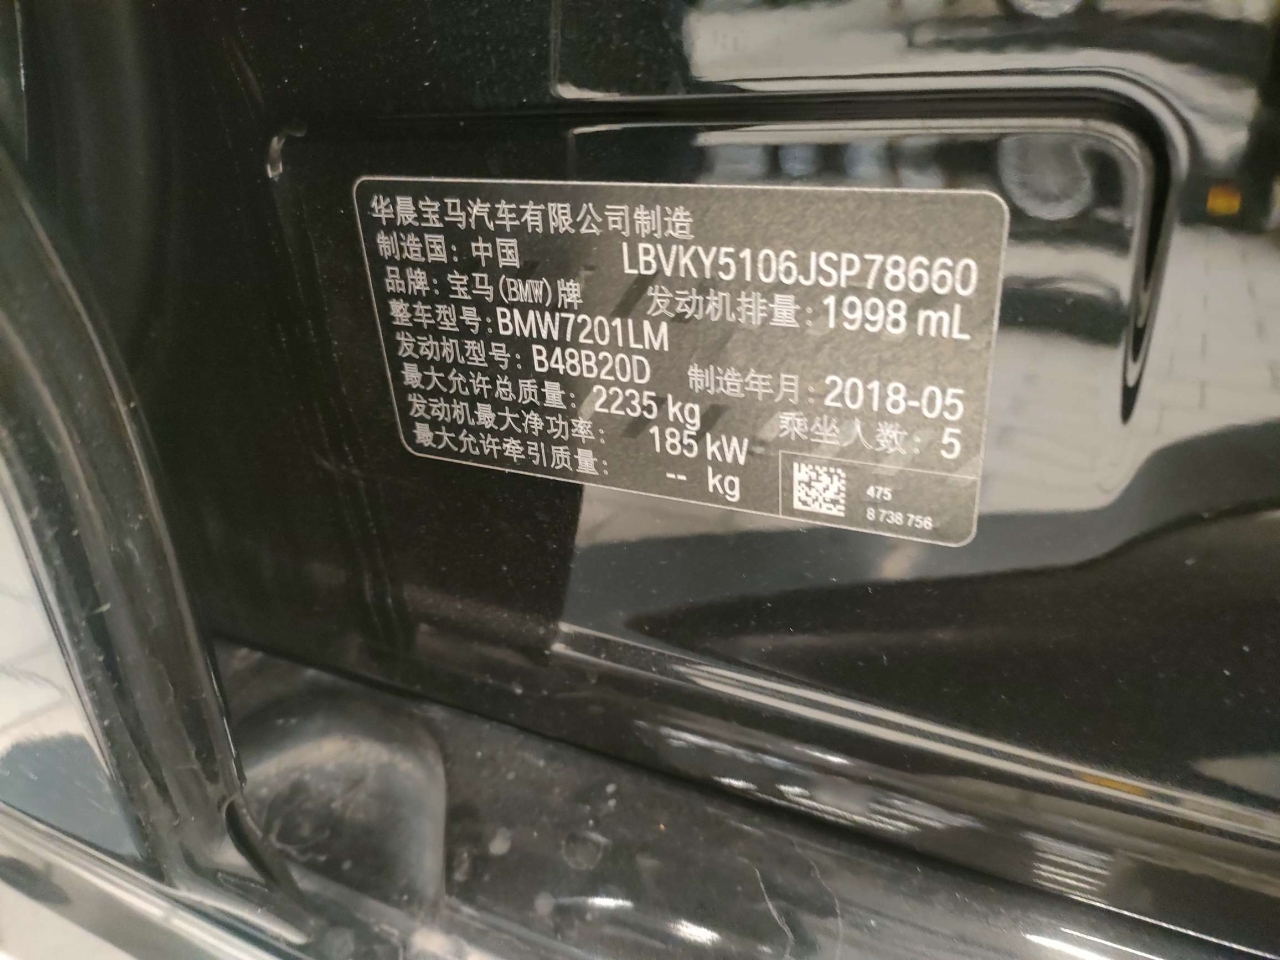 华晨宝马汽车有限公司制造
制造国：中国 LBVKY5106JSP78660
品牌：宝马(BMW)牌 发动机排量：1998 mL
整车型号：BMW7201LM
发动机型号：B48B20D 制造年月：2018-05
最大允许总质量：2235 kg 乘坐人数：5
发动机最大净功率：185 kW
最大允许牵引质量：-- kg
475
8 738 756